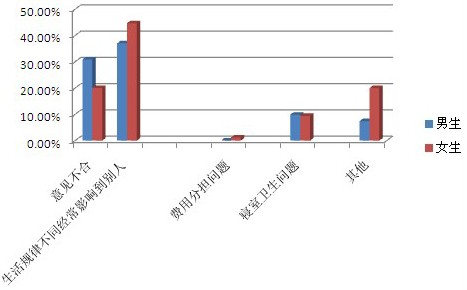 50.00%
40.00%
30.00%
20.00%
10.00%
0.00%
意见不合
生活规律不同经常影响到别人
费用分担问题
寝室卫生问题
其他
男生
女生